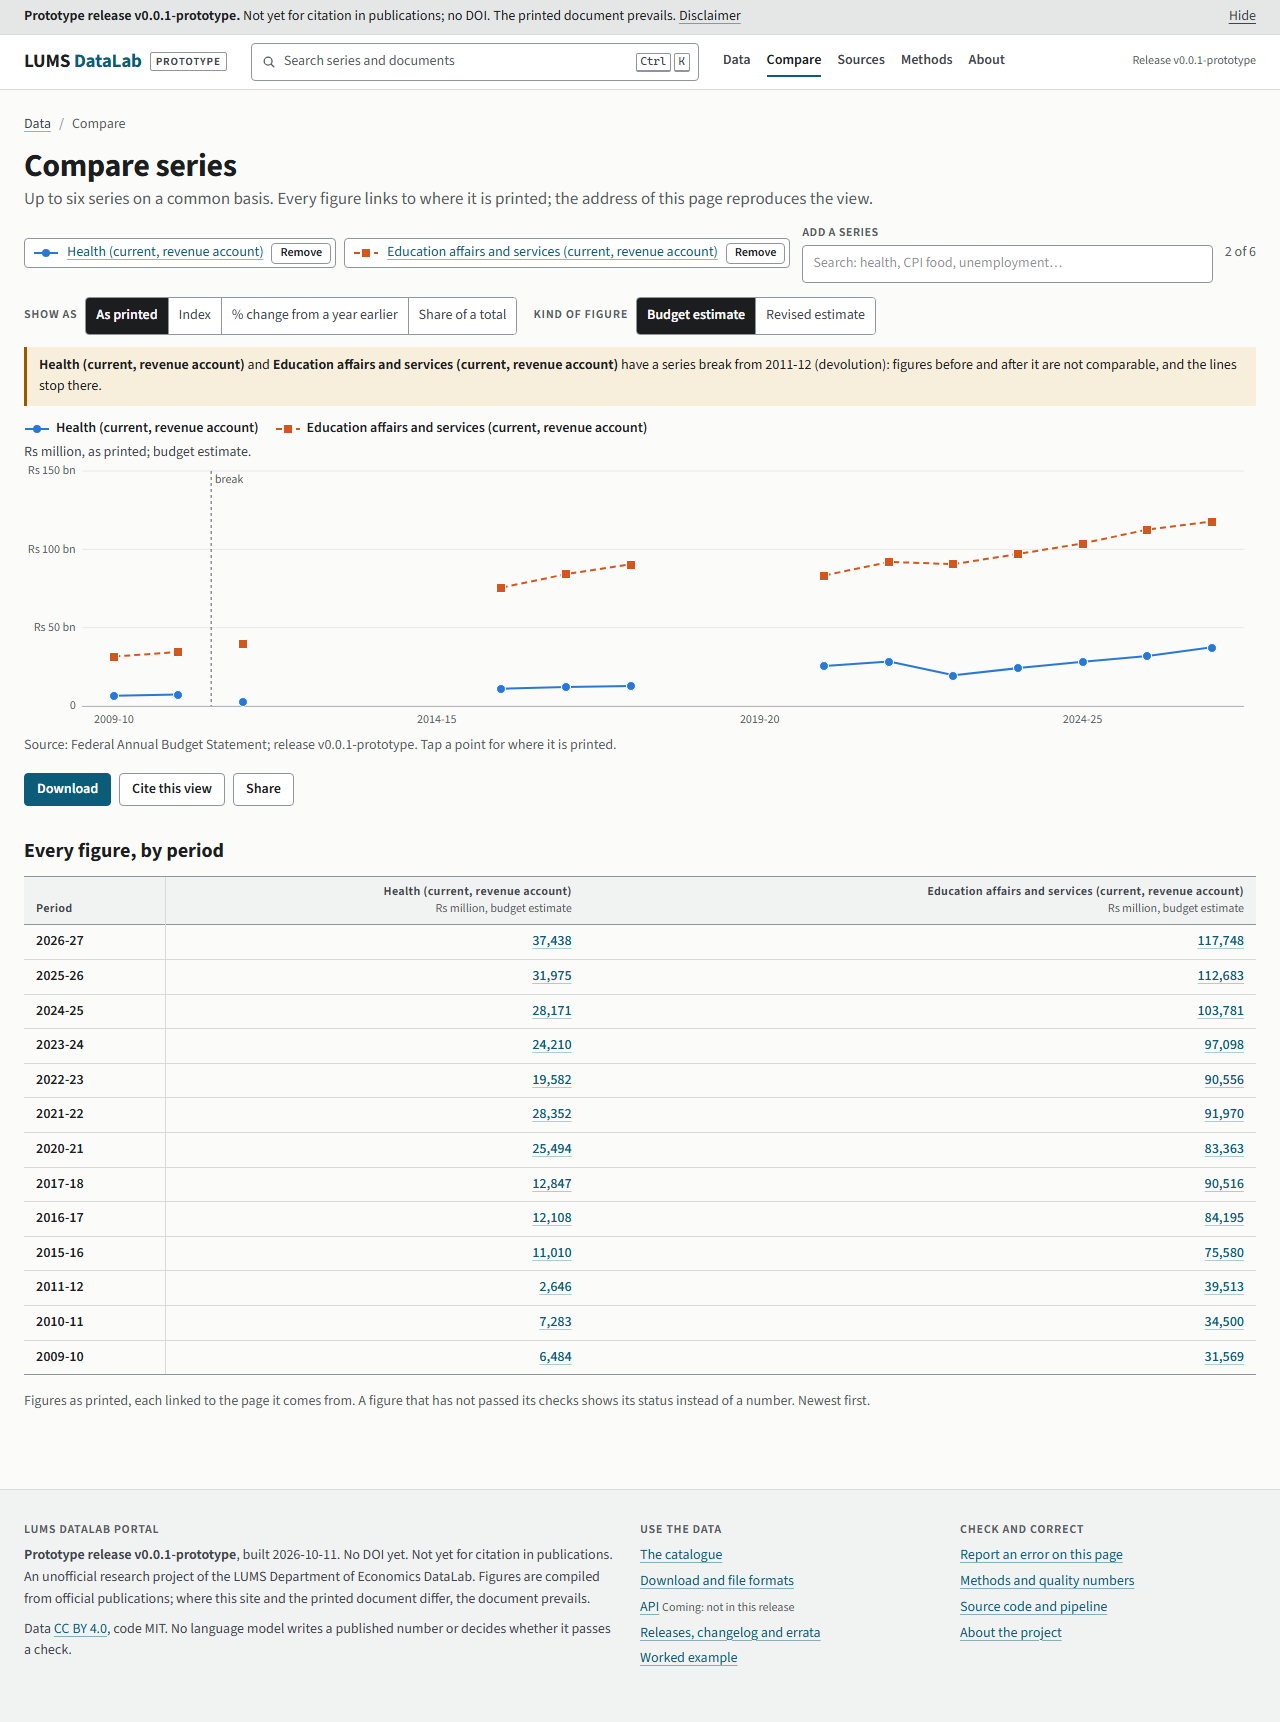 Prototype release v0.0.1-prototype. Not yet for citation in publications; no DOI. The printed document prevails. Disclaimer
Hide
LUMS DataLab PROTOTYPE
Search series and documents Ctrl K
Data Compare Sources Methods About
Release v0.0.1-prototype
Data / Compare
Compare series
Up to six series on a common basis. Every figure links to where it is printed; the address of this page reproduces the view.
Health (current, revenue account) Remove
Education affairs and services (current, revenue account) Remove
ADD A SERIES
Search: health, CPI food, unemployment…
2 of 6
SHOW AS As printed Index % change from a year earlier Share of a total
KIND OF FIGURE Budget estimate Revised estimate
Health (current, revenue account) and Education affairs and services (current, revenue account) have a series break from 2011-12 (devolution): figures before and after it are not comparable, and the lines
stop there.
Health (current, revenue account) Education affairs and services (current, revenue account)
Rs million, as printed; budget estimate.
Rs 150 bn
break
Rs 100 bn
Rs 50 bn
0
2009-10 2014-15 2019-20 2024-25
Source: Federal Annual Budget Statement; release v0.0.1-prototype. Tap a point for where it is printed.
Download Cite this view Share
Every figure, by period
Period Health (current, revenue account) Rs million, budget estimate Education affairs and services (current, revenue account) Rs million, budget estimate
2026-27 37,438 117,748
2025-26 31,975 112,683
2024-25 28,171 103,781
2023-24 24,210 97,098
2022-23 19,582 90,556
2021-22 28,352 91,970
2020-21 25,494 83,363
2017-18 12,847 90,516
2016-17 12,108 84,195
2015-16 11,010 75,580
2011-12 2,646 39,513
2010-11 7,283 34,500
2009-10 6,484 31,569
Figures as printed, each linked to the page it comes from. A figure that has not passed its checks shows its status instead of a number. Newest first.
LUMS DATALAB PORTAL
Prototype release v0.0.1-prototype, built 2026-10-11. No DOI yet. Not yet for citation in publications.
An unofficial research project of the LUMS Department of Economics DataLab. Figures are compiled
from official publications; where this site and the printed document differ, the document prevails.
Data CC BY 4.0, code MIT. No language model writes a published number or decides whether it passes
a check.
USE THE DATA
The catalogue
Download and file formats
API Coming: not in this release
Releases, changelog and errata
Worked example
CHECK AND CORRECT
Report an error on this page
Methods and quality numbers
Source code and pipeline
About the project